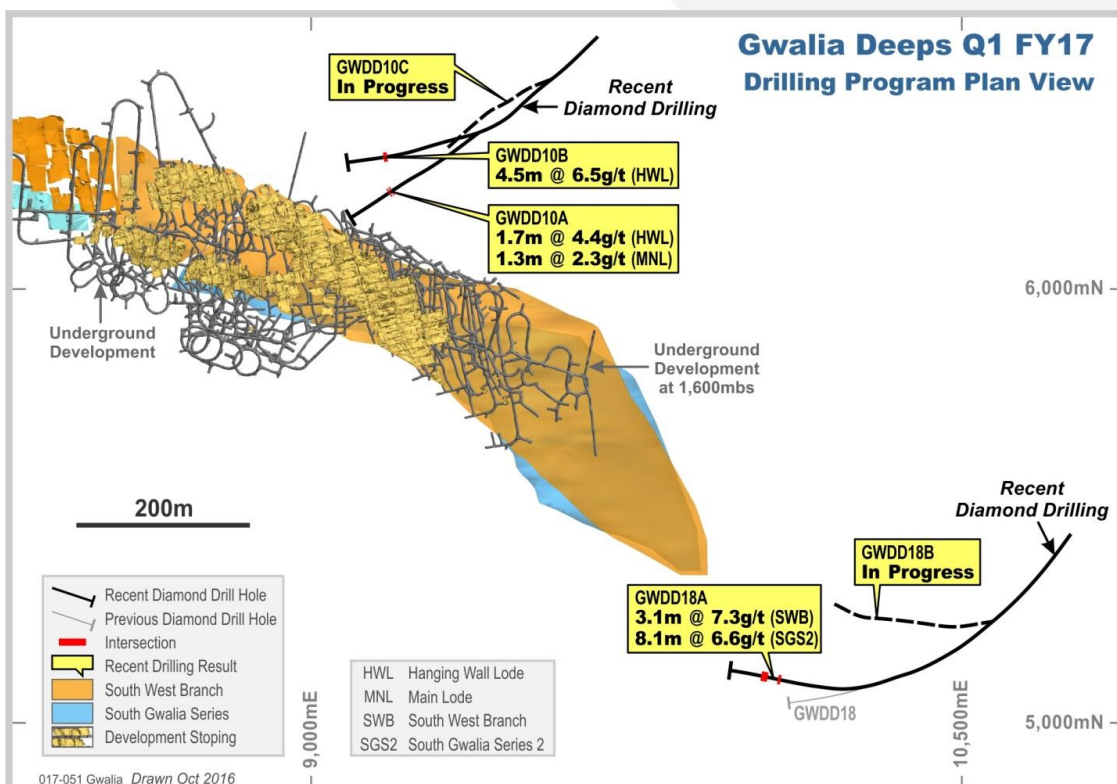 Gwalia Deeps Q1 FY17
Drilling Program Plan View
GWDD10C
In Progress
Recent
Diamond Drilling
GWDD10B
4.5m @ 6.5g/t (HWL)
GWDD10A
1.7m @ 4.4g/t (HWL)
1.3m @ 2.3g/t (MNL)
6,000mN
Underground
Development
Underground
Development
at 1,600mbs
200m
Recent
Diamond Drilling
GWDD18B
In Progress
GWDD18A
3.1m @ 7.3g/t (SWB)
8.1m @ 6.6g/t (SGS2)
GWDD18
5,000mN
9,000mE
10,500mE
Recent Diamond Drill Hole
Previous Diamond Drill Hole
Intersection
Recent Drilling Result
South West Branch
South Gwalia Series
Development Stoping
HWL Hanging Wall Lode
MNL Main Lode
SWB South West Branch
SGS2 South Gwalia Series 2
017-051 Gwalia Drawn Oct 2016